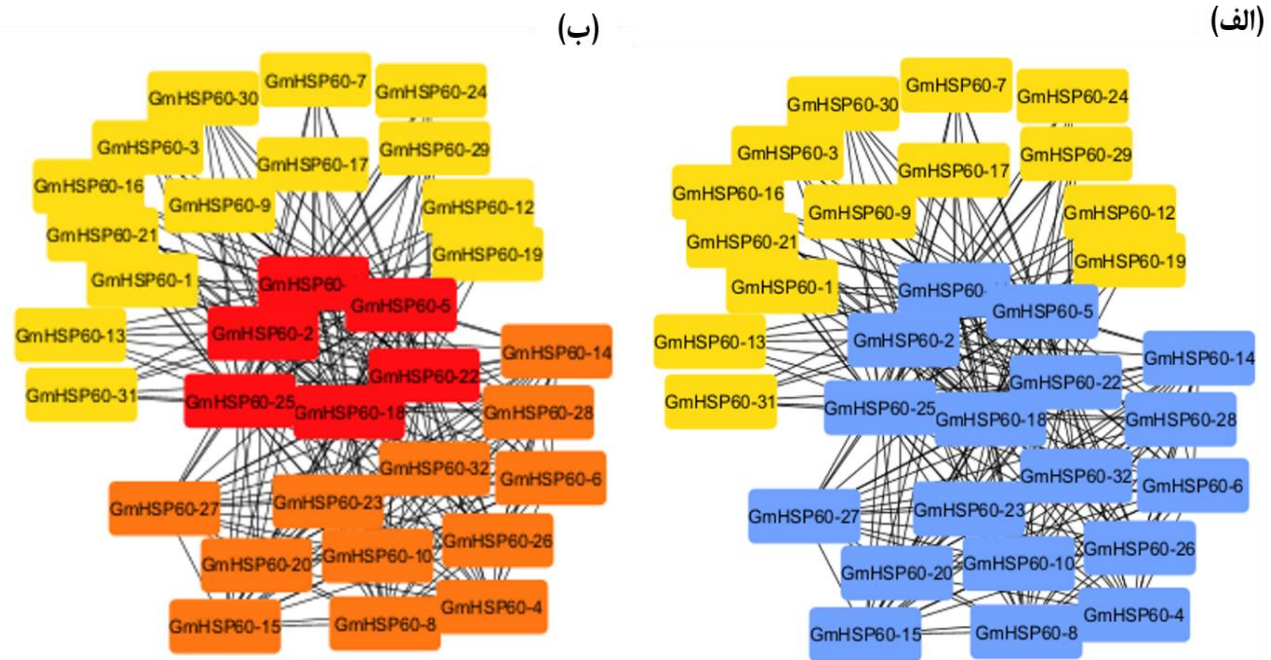 (ب)
GmHSP60-7
GmHSP60-24
GmHSP60-30
GmHSP60-3
GmHSP60-17
GmHSP60-29
GmHSP60-16
GmHSP60-9
GmHSP60-12
GmHSP60-21
GmHSP60-19
GmHSP60-1
GmHSP60-
GmHSP60-5
GmHSP60-13
GmHSP60-2
GmHSP60-14
GmHSP60-22
GmHSP60-31
GmHSP60-25
GmHSP60-18
GmHSP60-28
GmHSP60-32
GmHSP60-6
GmHSP60-27
GmHSP60-23
GmHSP60-26
GmHSP60-20
GmHSP60-10
GmHSP60-4
GmHSP60-15
GmHSP60-8
(الف)
GmHSP60-7
GmHSP60-24
GmHSP60-30
GmHSP60-3
GmHSP60-17
GmHSP60-29
GmHSP60-16
GmHSP60-9
GmHSP60-12
GmHSP60-21
GmHSP60-19
GmHSP60-1
GmHSP60-
GmHSP60-5
GmHSP60-13
GmHSP60-2
GmHSP60-14
GmHSP60-22
GmHSP60-31
GmHSP60-25
GmHSP60-18
GmHSP60-28
GmHSP60-32
GmHSP60-6
GmHSP60-27
GmHSP60-23
GmHSP60-26
GmHSP60-20
GmHSP60-10
GmHSP60-4
GmHSP60-15
GmHSP60-8